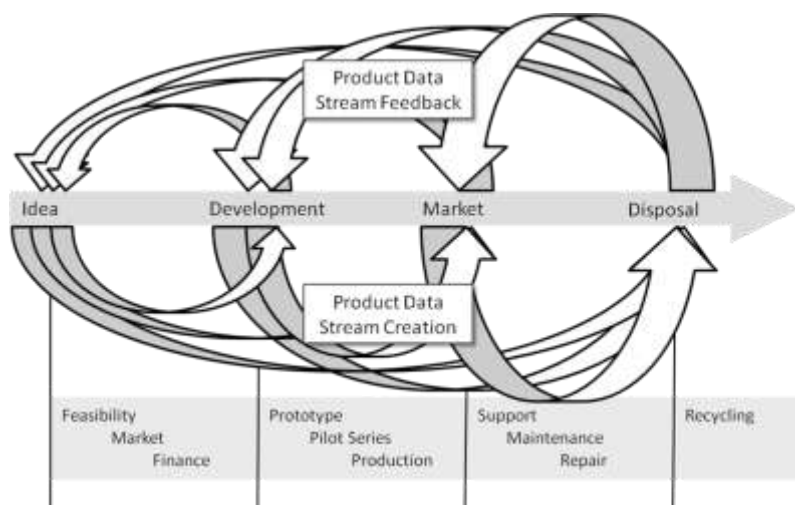 Product Data
Stream Feedback
Idea
Development
Market
Disposal
Product Data
Stream Creation
Feasibility
Market
Finance
Prototype
Pilot Series
Production
Support
Maintenance
Repair
Recycling